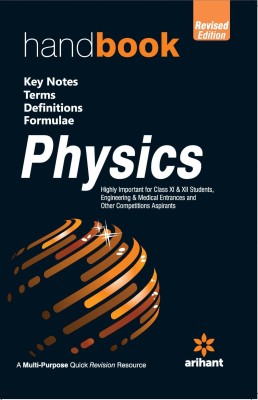 handbook
Revised
Edition
Key Notes
Terms
Definitions
Formulae
Physics
Highly Important for Class XI & XII Students,
Engineering & Medical Entrances and
Other Competitions Aspirants
A Multi-Purpose Quick Revision Resource
arihant